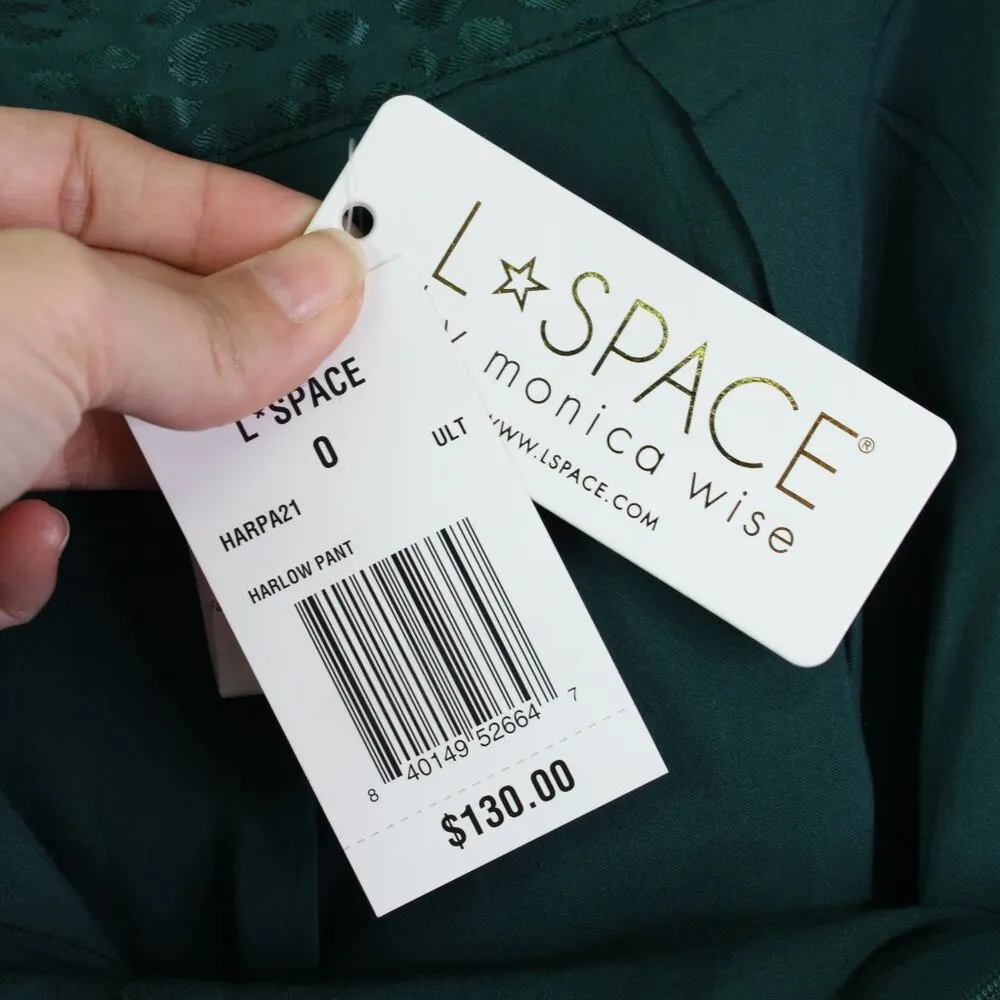 L☆SPACE®
monica wise
WWW.LSPACE.COM
L*SPACE
0
ULT
HARPA21
HARLOW PANT
8 40149 52664 7
$130.00